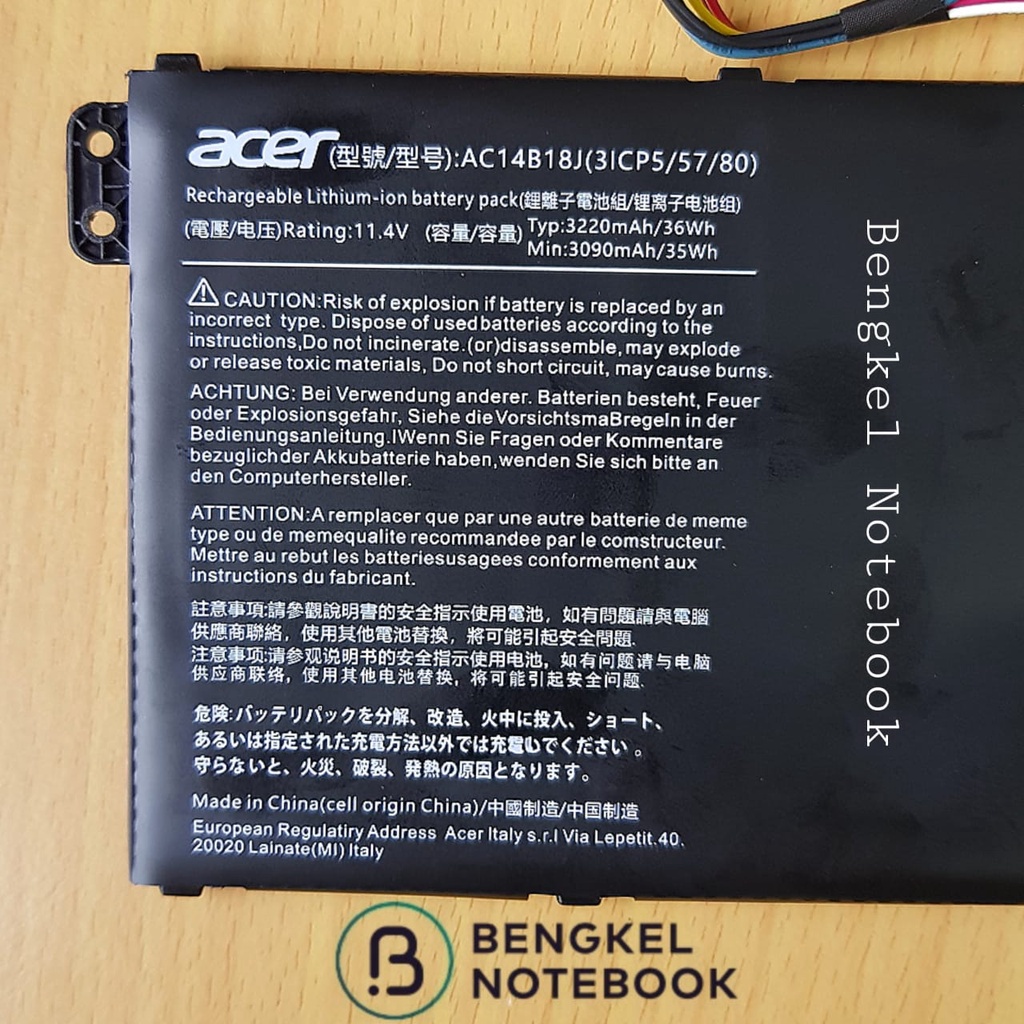 acer (型號/型号):AC14B18J(3ICP5/57/80)
Rechargeable Lithium-ion battery pack(鋰離子電池組/锂离子电池组)
(電壓/电压)Rating:11.4V (容量/容量) Typ:3220mAh/36Wh
Min:3090mAh/35Wh
CAUTION:Risk of explosion if battery is replaced by an
incorrect type. Dispose of used batteries according to the
instructions,Do not incinerate.(or)disassemble, may explode
or release toxic materials, Do not short circuit, may cause burns.
ACHTUNG: Bei Verwendung anderer. Batterien besteht, Feuer
oder Explosionsgefahr, Siehe die VorsichtsmaBregeln in der
Bedienungsanleitung.IWenn Sie Fragen oder Kommentare
bezuglich der Akkubatterie haben,wenden Sie sich bitte an
den Computerhersteller.
ATTENTION:A remplacer que par une autre batterie de meme
type ou de memequalite recommandee par le comstructeur.
Mettre au rebut les batteriesusagees conformement aux
instructions du fabricant.
註意事項:請參觀說明書的安全指示使用電池，如有問題請與電腦
供應商聯絡，使用其他電池替換，將可能引起安全問題.
注意事项:请参观说明书的安全指示使用电池，如有问题请与电脑
供应商联络，使用其他电池替换，将可能引起安全问题.
危険:バッテリパックを分解、改造、火中に投入、ショート、
あるいは指定された充電方法以外では充電しでください 。
守らないと、火災、破裂、発熱の原因となります。
Made in China(cell origin China)/中國制造/中国制造
European Regulatiry Address Acer Italy s.r.l Via Lepetit.40.
20020 Lainate(MI) Italy
Bengkel Notebook
BENGKEL
NOTEBOOK